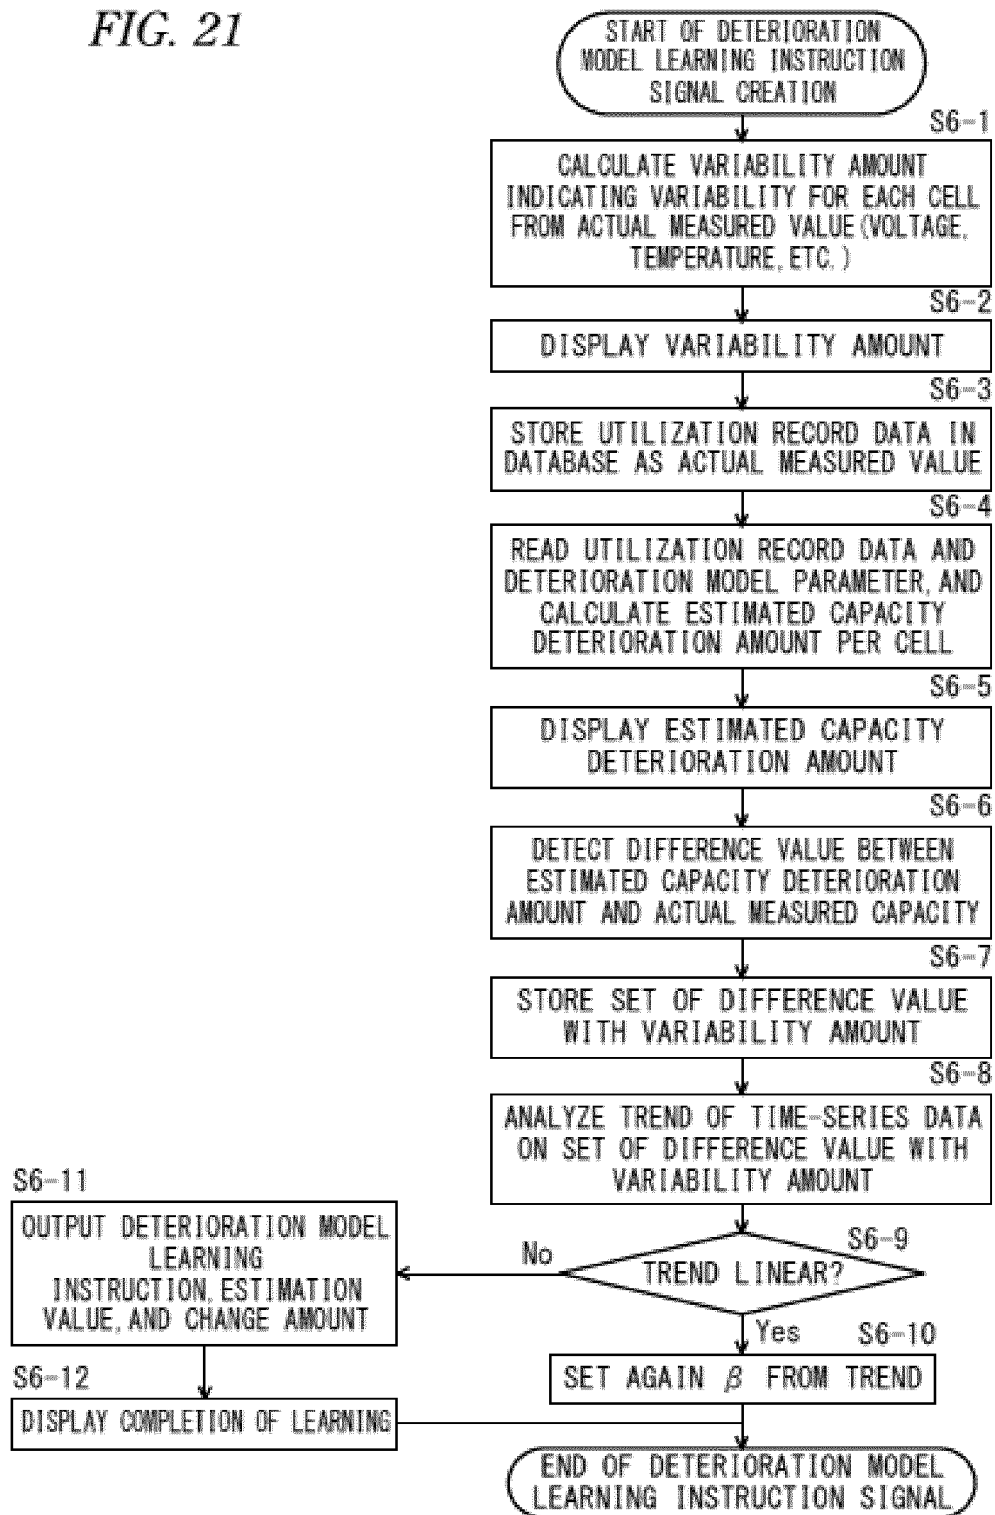 FIG. 21
START OF DETERIORATION
MODEL LEARNING INSTRUCTION
SIGNAL CREATION
S6-1
CALCULATE VARIABILITY AMOUNT
INDICATING VARIABILITY FOR EACH CELL
FROM ACTUAL MEASURED VALUE (VOLTAGE,
TEMPERATURE, ETC.)
S6-2
DISPLAY VARIABILITY AMOUNT
S6-3
STORE UTILIZATION RECORD DATA IN
DATABASE AS ACTUAL MEASURED VALUE
S6-4
READ UTILIZATION RECORD DATA AND
DETERIORATION MODEL PARAMETER, AND
CALCULATE ESTIMATED CAPACITY
DETERIORATION AMOUNT PER CELL
S6-5
DISPLAY ESTIMATED CAPACITY
DETERIORATION AMOUNT
S6-6
DETECT DIFFERENCE VALUE BETWEEN
ESTIMATED CAPACITY DETERIORATION
AMOUNT AND ACTUAL MEASURED CAPACITY
S6-7
STORE SET OF DIFFERENCE VALUE
WITH VARIABILITY AMOUNT
S6-8
ANALYZE TREND OF TIME-SERIES DATA
ON SET OF DIFFERENCE VALUE WITH
VARIABILITY AMOUNT
S6-9
TREND LINEAR?
No
Yes
S6-10
SET AGAIN β FROM TREND
S6-11
OUTPUT DETERIORATION MODEL
LEARNING
INSTRUCTION, ESTIMATION
VALUE, AND CHANGE AMOUNT
S6-12
DISPLAY COMPLETION OF LEARNING
END OF DETERIORATION MODEL
LEARNING INSTRUCTION SIGNAL